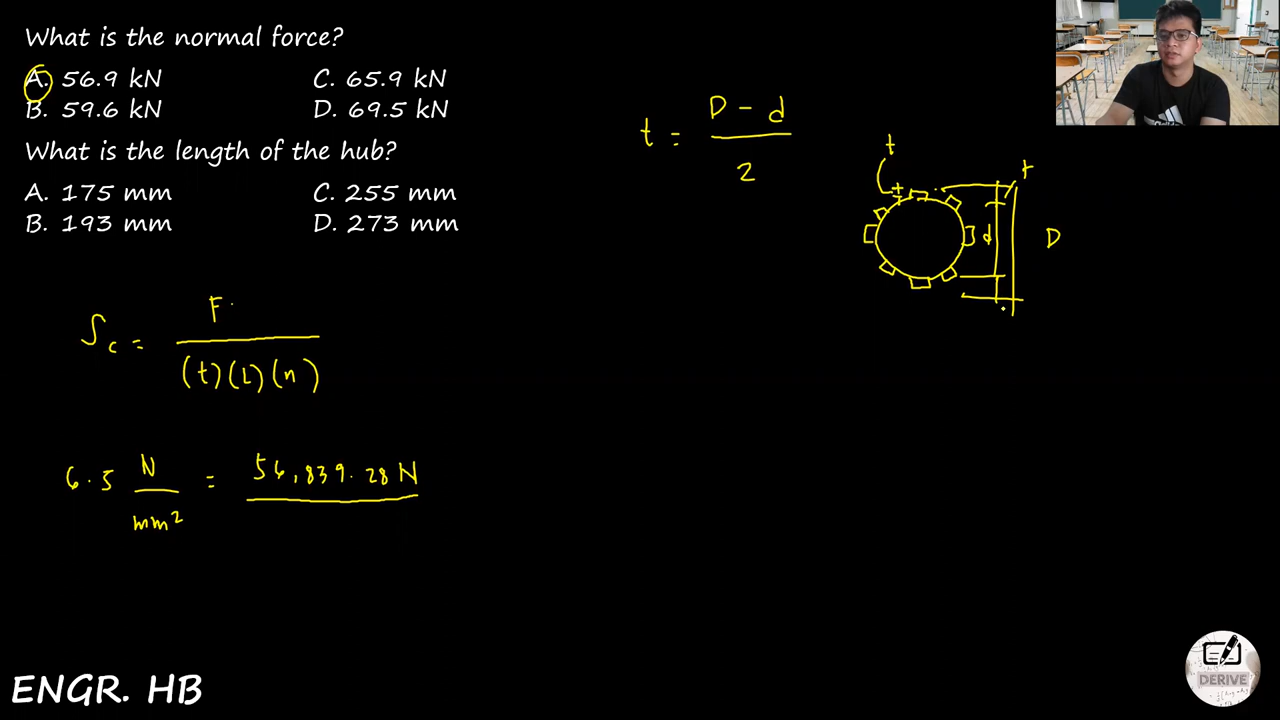 What is the normal force?
A. 56.9 kN C. 65.9 kN
B. 59.6 kN D. 69.5 kN
What is the length of the hub?
A. 175 mm C. 255 mm
B. 193 mm D. 273 mm
t = D - d / 2
t
t
d D
Sc = F / (t)(L)(n)
6.5 N/mm² = 56,839.28 N
ENGR. HB
DERIVE